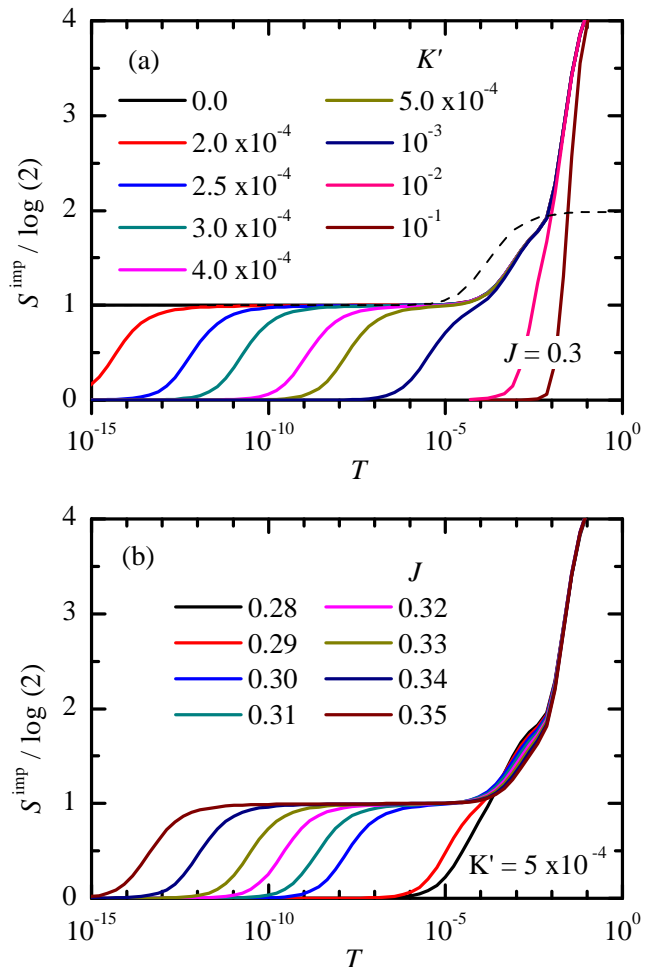 4
(a)
K'
0.0
5.0 x10⁻⁴
3
2.0 x10⁻⁴
10⁻³
2.5 x10⁻⁴
10⁻²
2
3.0 x10⁻⁴
10⁻¹
4.0 x10⁻⁴
1
J = 0.3
0
S^imp / log (2)
10⁻¹⁵
10⁻¹⁰
10⁻⁵
10⁰
T
4
(b)
J
0.28
0.32
3
0.29
0.33
0.30
0.34
2
0.31
0.35
1
K' = 5 x10⁻⁴
0
S^imp / log (2)
10⁻¹⁵
10⁻¹⁰
10⁻⁵
10⁰
T